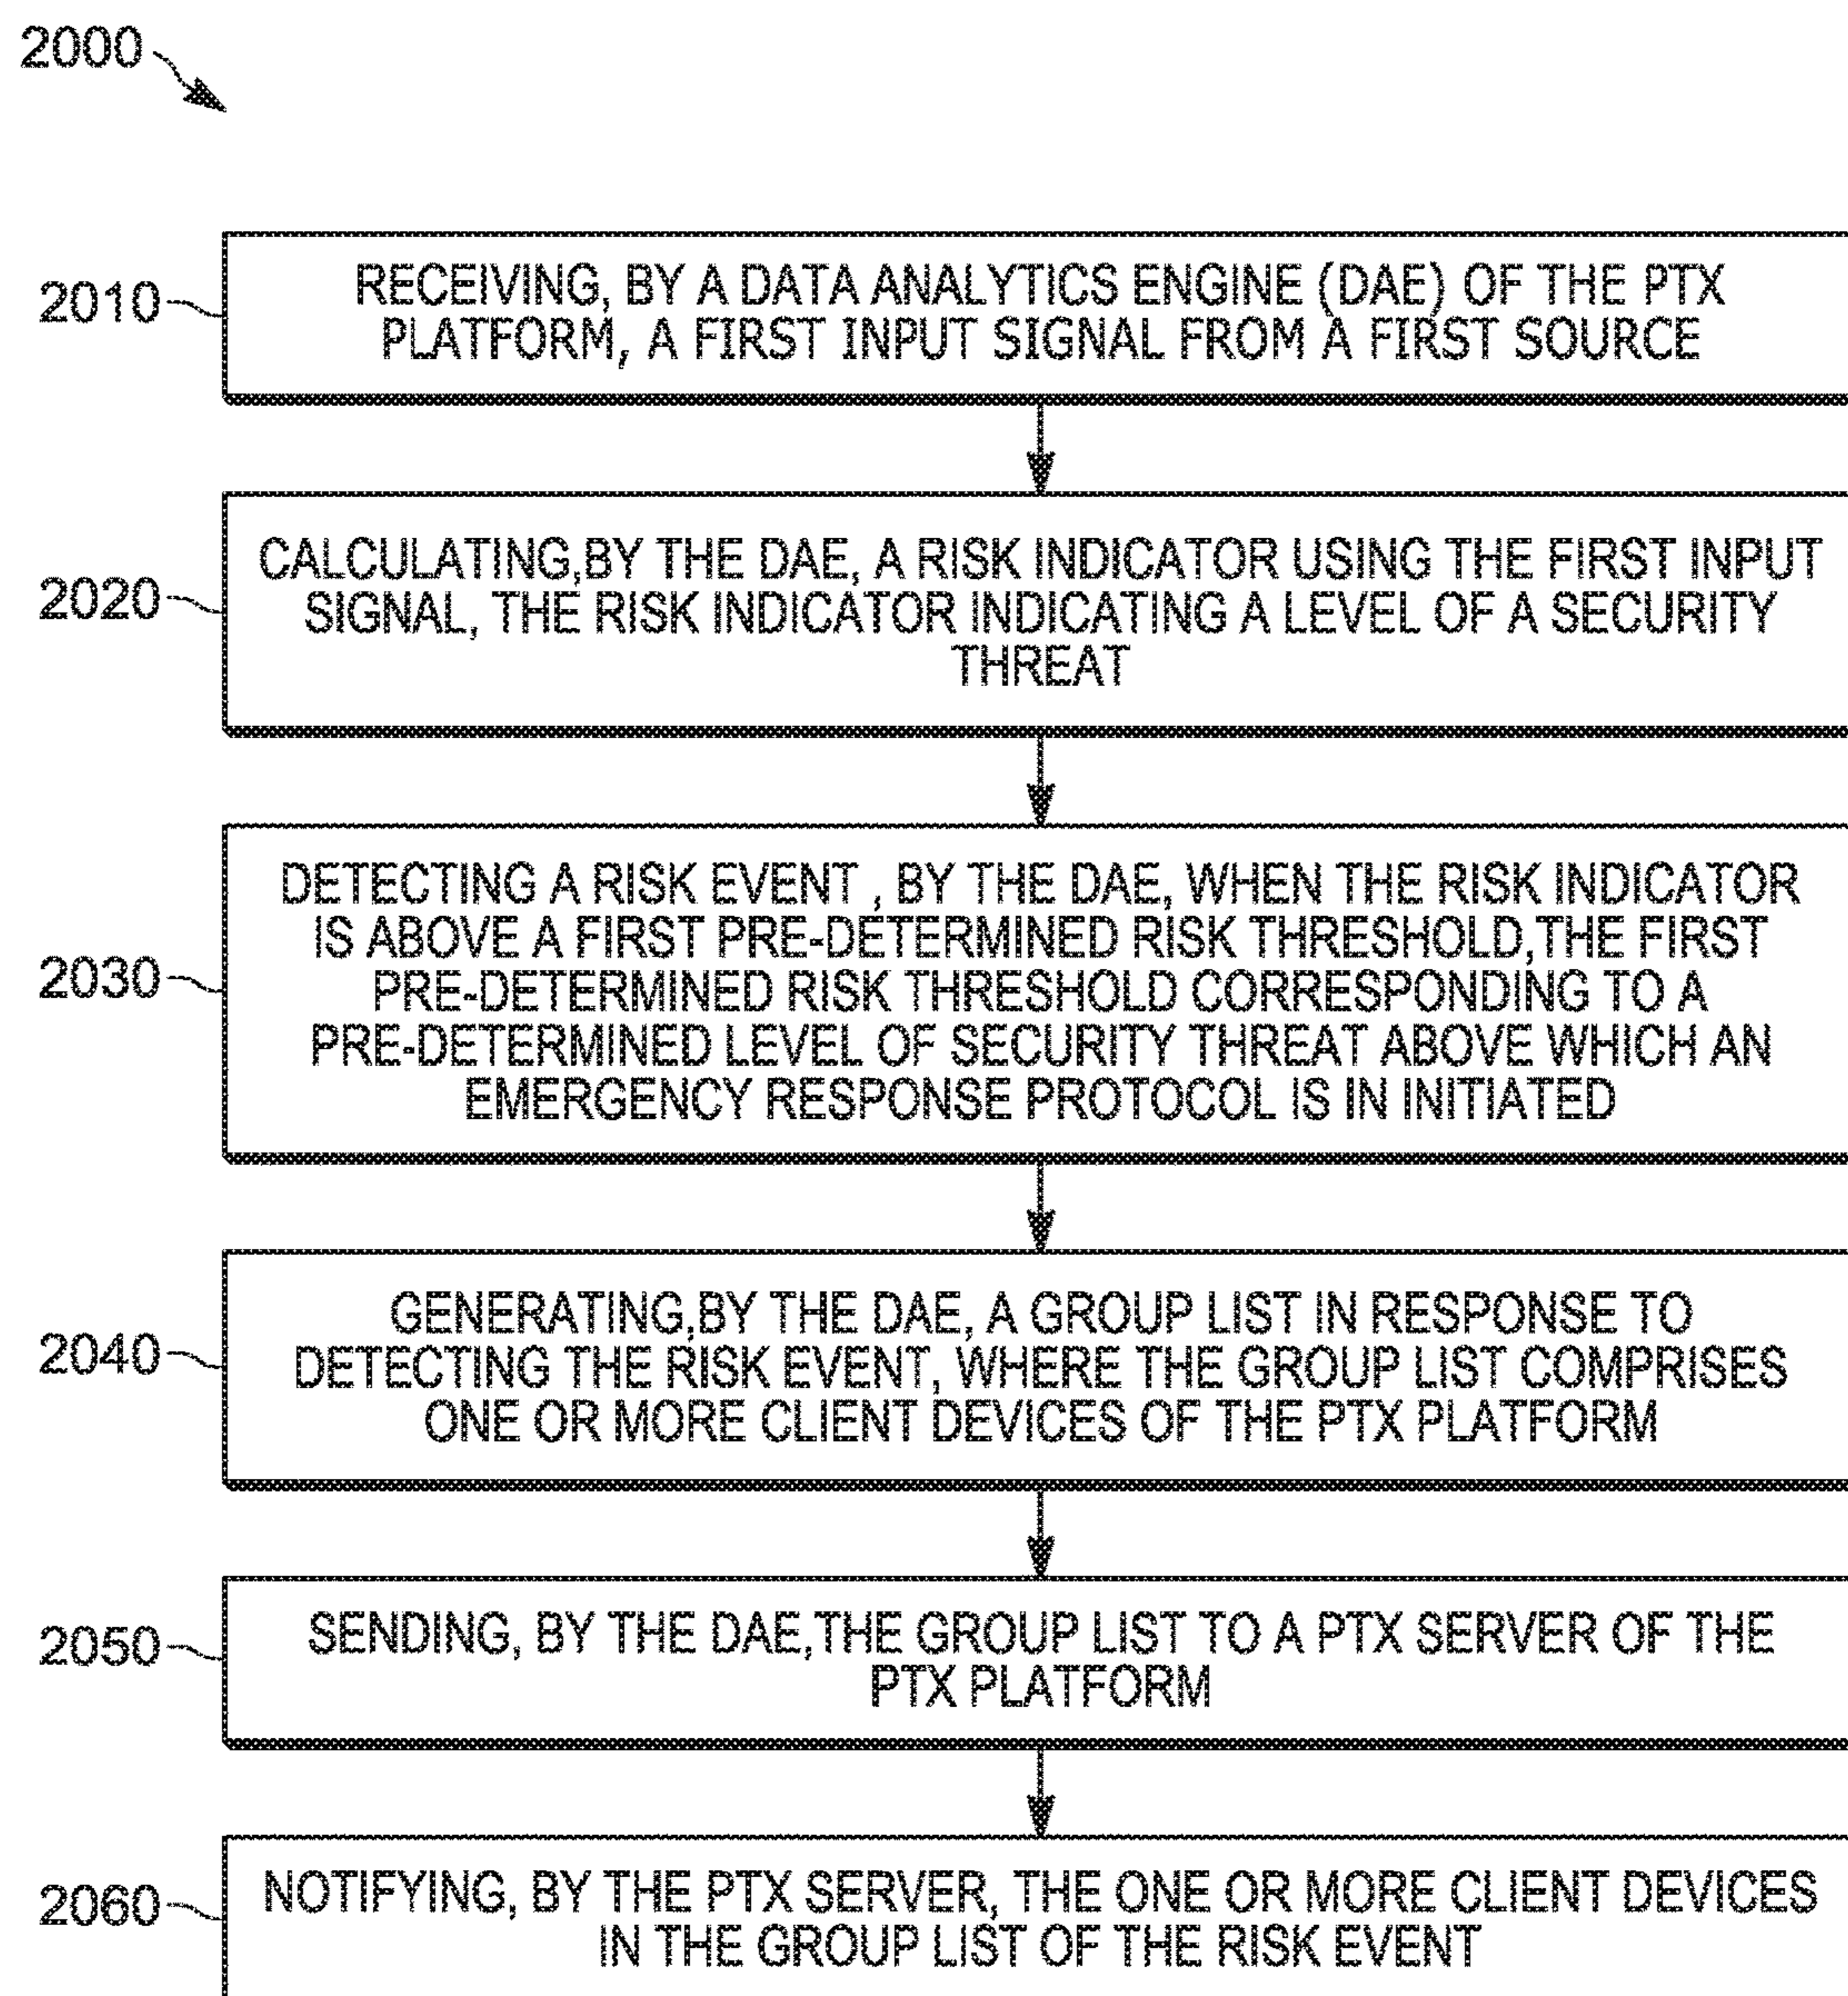 2000
2010
RECEIVING, BY A DATA ANALYTICS ENGINE (DAE) OF THE PTX
PLATFORM, A FIRST INPUT SIGNAL FROM A FIRST SOURCE
2020
CALCULATING,BY THE DAE, A RISK INDICATOR USING THE FIRST INPUT
SIGNAL, THE RISK INDICATOR INDICATING A LEVEL OF A SECURITY
THREAT
2030
DETECTING A RISK EVENT , BY THE DAE, WHEN THE RISK INDICATOR
IS ABOVE A FIRST PRE-DETERMINED RISK THRESHOLD,THE FIRST
PRE-DETERMINED RISK THRESHOLD CORRESPONDING TO A
PRE-DETERMINED LEVEL OF SECURITY THREAT ABOVE WHICH AN
EMERGENCY RESPONSE PROTOCOL IS IN INITIATED
2040
GENERATING,BY THE DAE, A GROUP LIST IN RESPONSE TO
DETECTING THE RISK EVENT, WHERE THE GROUP LIST COMPRISES
ONE OR MORE CLIENT DEVICES OF THE PTX PLATFORM
2050
SENDING, BY THE DAE,THE GROUP LIST TO A PTX SERVER OF THE
PTX PLATFORM
2060
NOTIFYING, BY THE PTX SERVER, THE ONE OR MORE CLIENT DEVICES
IN THE GROUP LIST OF THE RISK EVENT